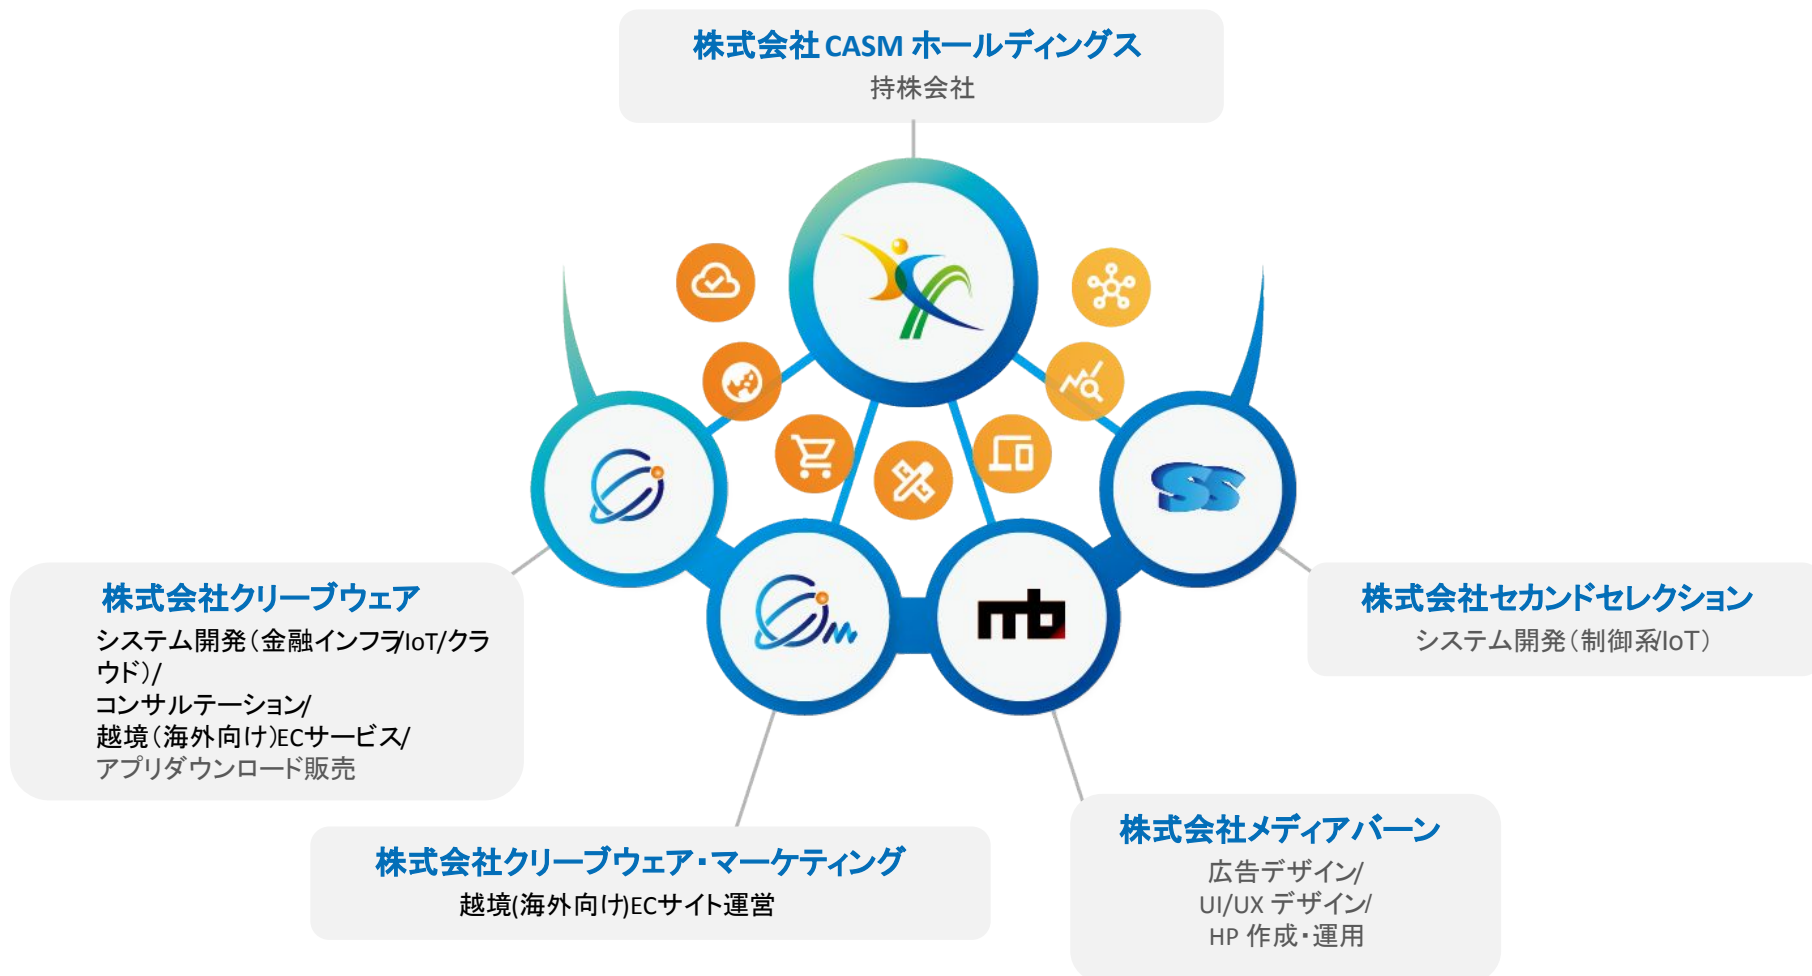 株式会社CASM ホールディングス
持株会社
株式会社クリーブウェア
システム開発（金融インフラ/IoT/クラ
ウド）/
コンサルテーション/
越境（海外向け）ECサービス/
アプリダウンロード販売
株式会社セカンドセレクション
システム開発（制御系/IoT）
株式会社クリーブウェア・マーケティング
越境(海外向け)ECサイト運営
株式会社メディアバーン
広告デザイン/
UI/UX デザイン/
HP 作成・運用
m
mb
SS